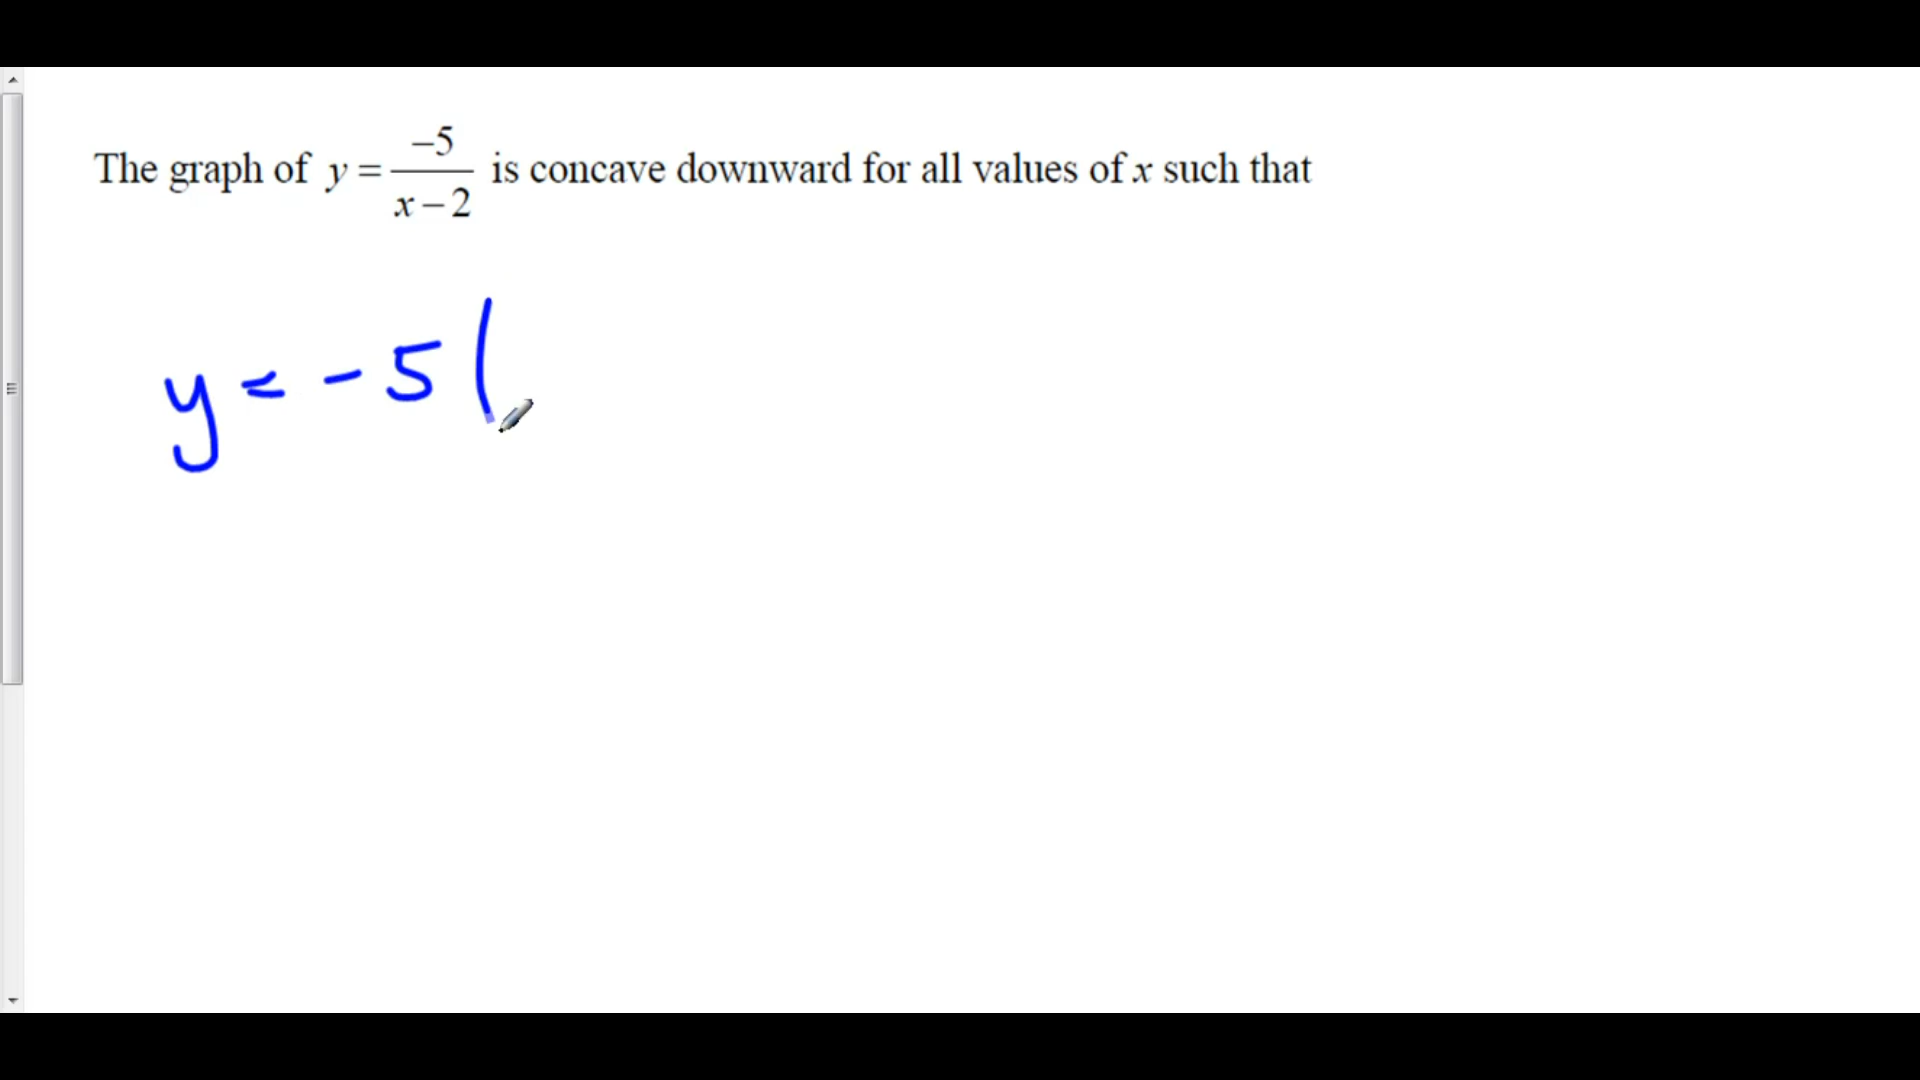 The graph of y = −5/(x − 2) is concave downward for all values of x such that
y = - 5 (